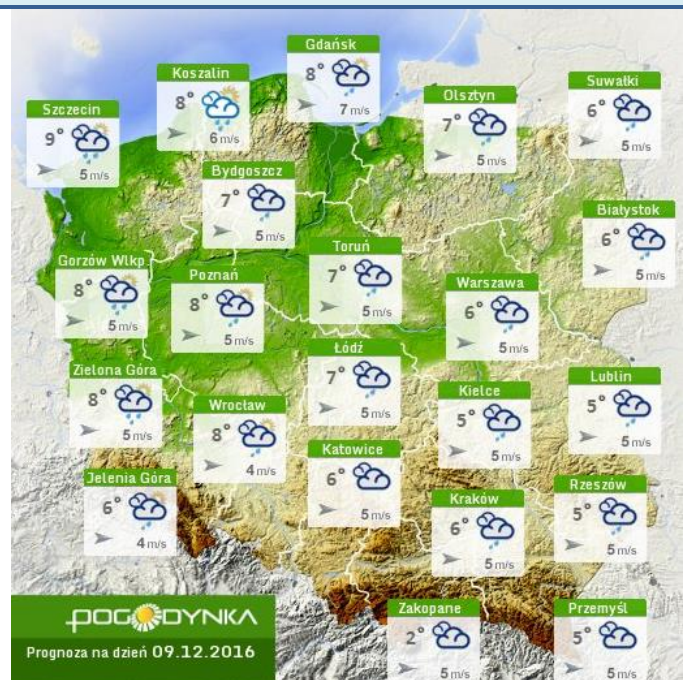 Gdańsk
8°
7 m/s
Koszalin
8°
6 m/s
Szczecin
9°
5 m/s
Olsztyn
7°
5 m/s
Suwałki
6°
5 m/s
Bydgoszcz
7°
5 m/s
Białystok
6°
5 m/s
Gorzów Wlkp
8°
5 m/s
Poznań
8°
5 m/s
Toruń
7°
5 m/s
Warszawa
6°
5 m/s
Łódź
7°
5 m/s
Zielona Góra
8°
5 m/s
Wrocław
8°
4 m/s
Kielce
5°
5 m/s
Lublin
5°
5 m/s
Katowice
6°
5 m/s
Jelenia Góra
6°
4 m/s
Kraków
6°
5 m/s
Rzeszów
5°
5 m/s
Zakopane
2°
5 m/s
Przemyśl
5°
5 m/s
POGODYNKA
Prognoza na dzień 09.12.2016